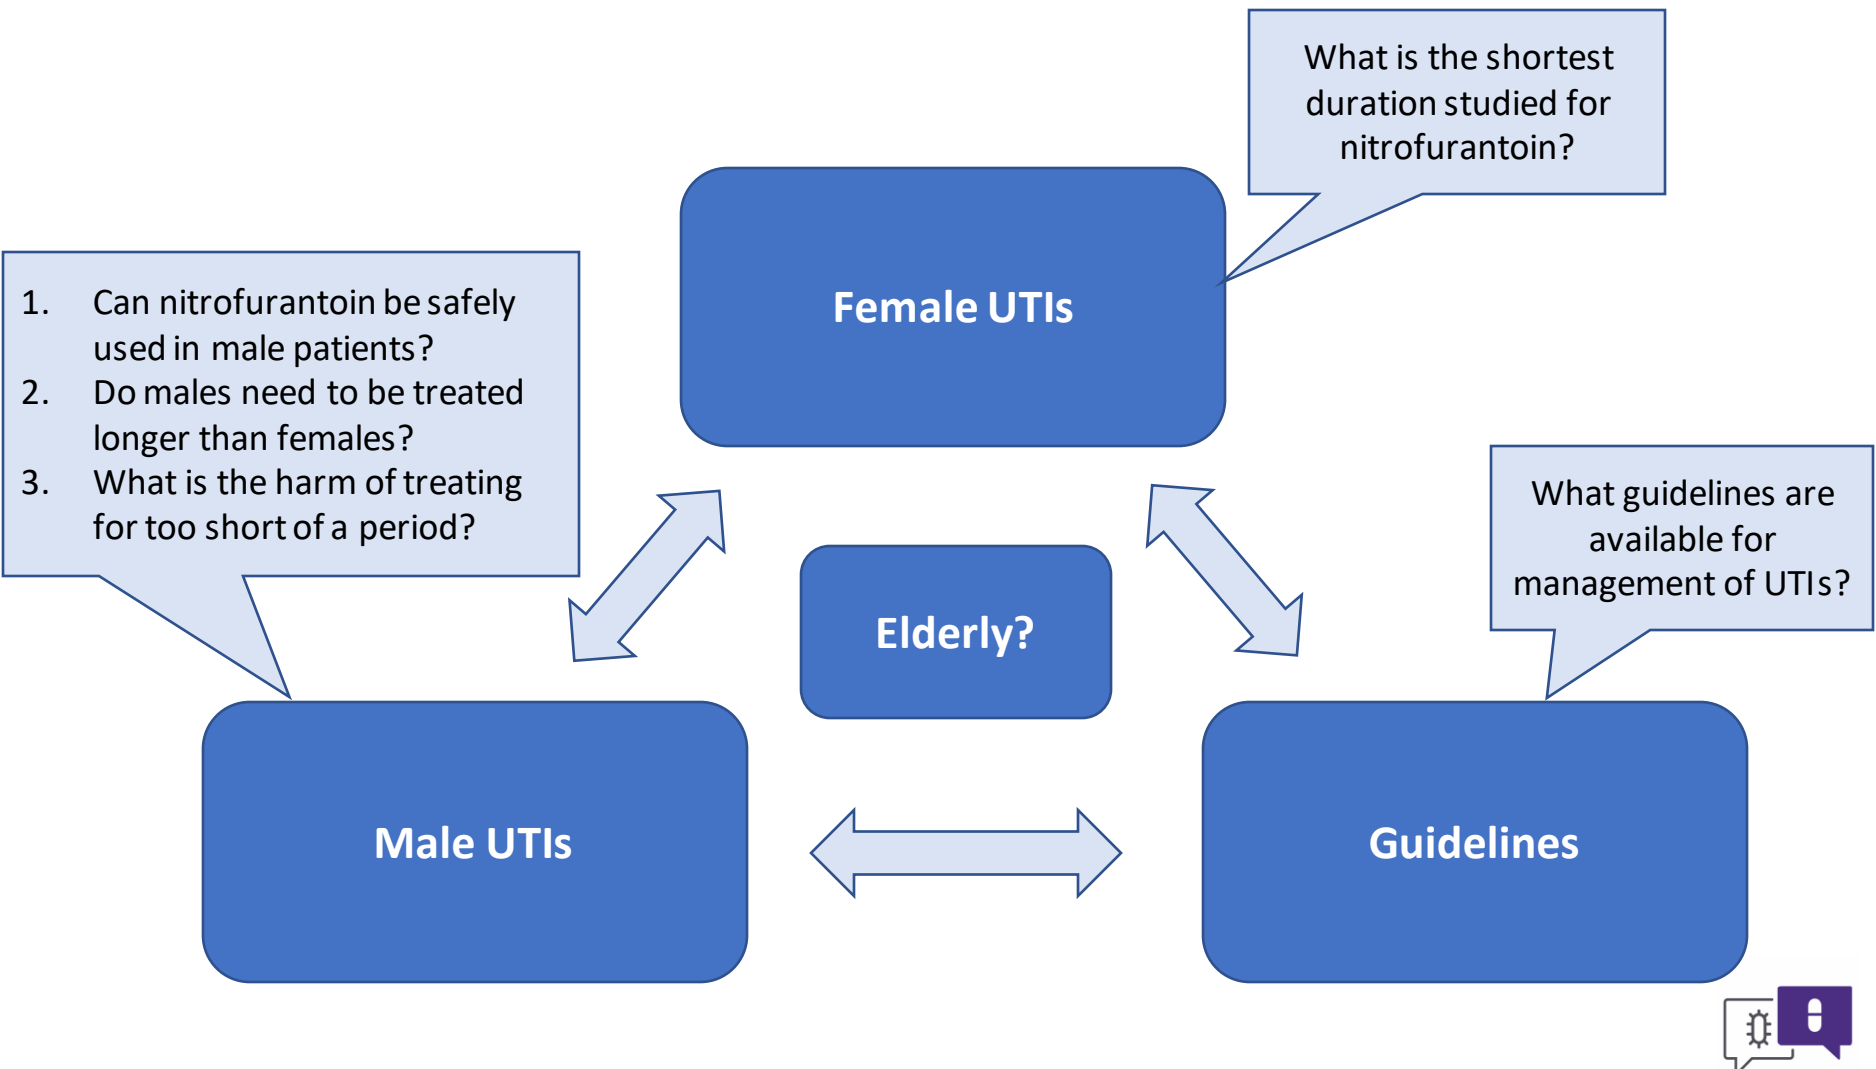 What is the shortest
duration studied for
nitrofurantoin?
Female UTIs
1. Can nitrofurantoin be safely
used in male patients?
2. Do males need to be treated
longer than females?
3. What is the harm of treating
for too short of a period?
What guidelines are
available for
management of UTIs?
Elderly?
Male UTIs
Guidelines